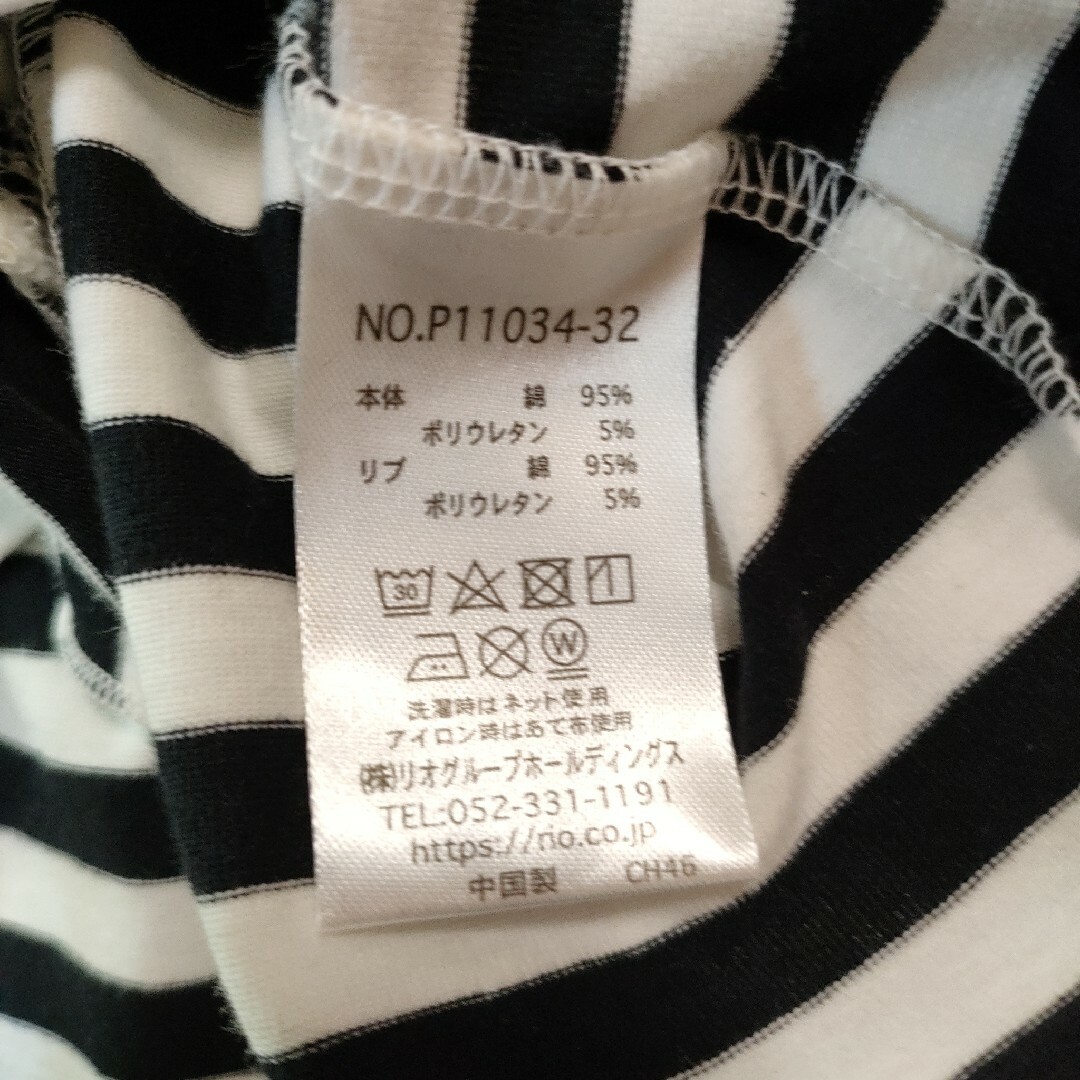 NO.P11034-32
本体 綿 95%
ポリウレタン 5%
リブ 綿 95%
ポリウレタン 5%
30
W
洗濯時はネット使用
アイロン時はあて布使用
(株)リオグループホールディングス
TEL:052-331-1191
https://rio.co.jp
中国製 CH46